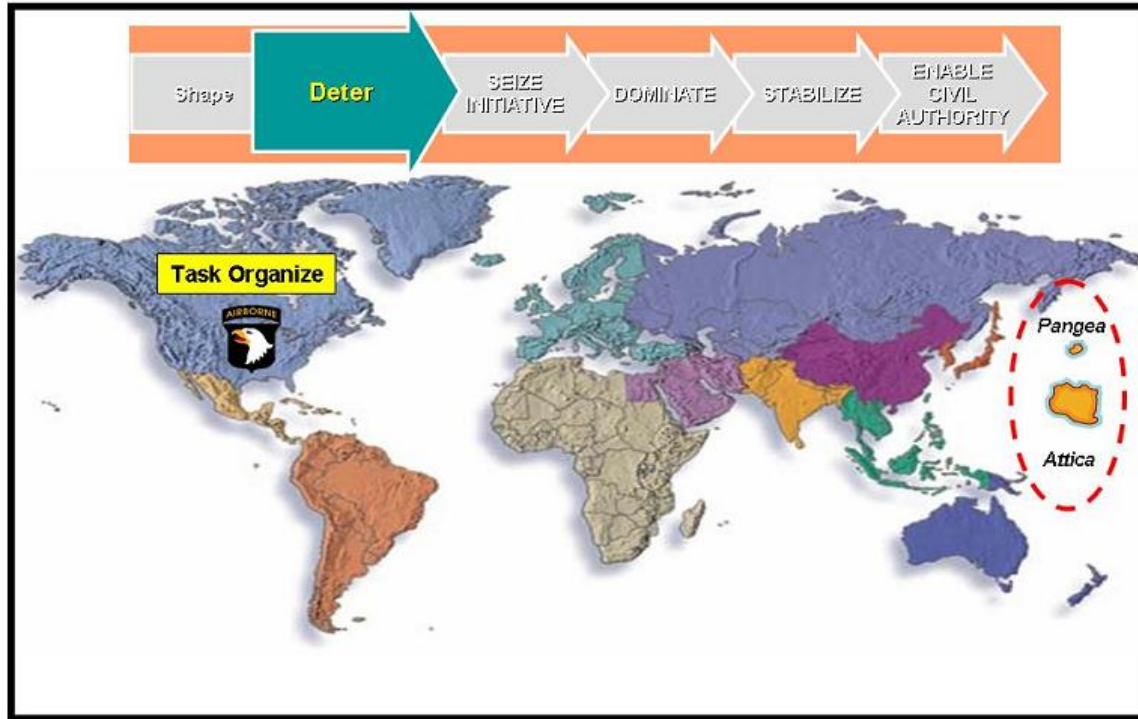 Shape
Deter
SEIZE
INITIATIVE
DOMINATE
STABILIZE
ENABLE
CIVIL
AUTHORITY
Task Organize
AIRBORNE
Pangea
Attica